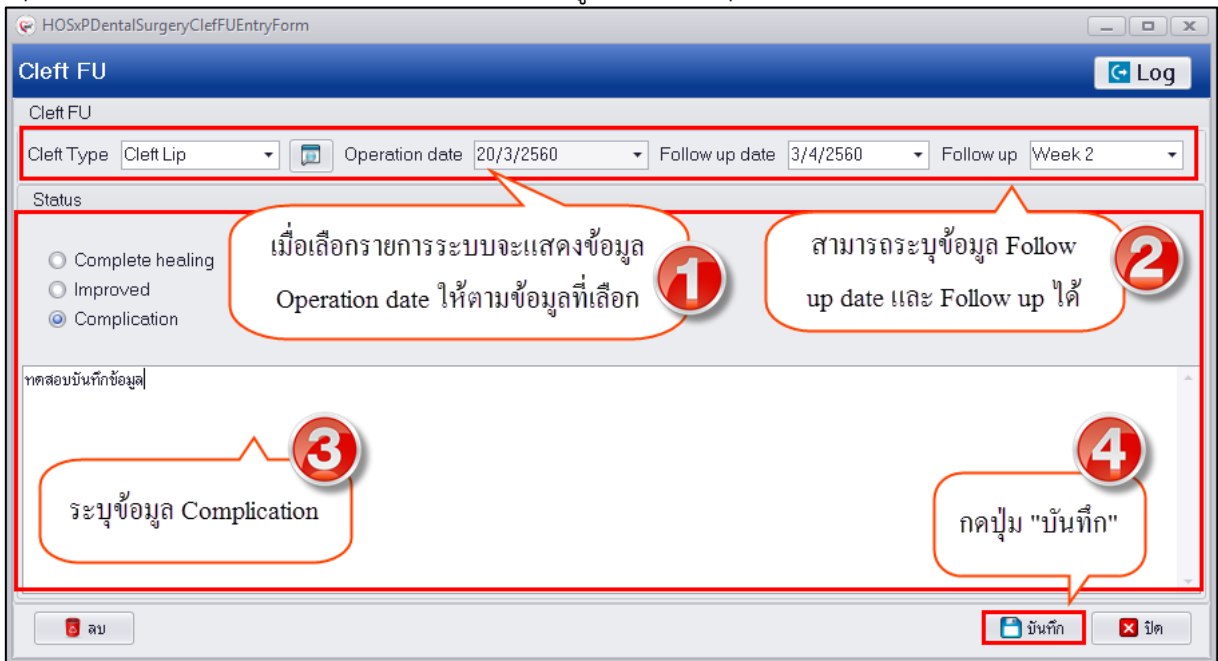 HOSxPDentalSurgeryClefFUEntryForm
Cleft FU
Log
Cleft FU
Cleft Type Cleft Lip Operation date 20/3/2560 Follow up date 3/4/2560 Follow up Week 2
Status
เมื่อเลือกรายการระบบจะแสดงข้อมูล
Operation date ให้ตามข้อมูลที่เลือก
1
สามารถระบุข้อมูล Follow
up date และ Follow up ได้
2
Complete healing
Improved
Complication
ทดสอบบันทึกข้อมูล
3
ระบุข้อมูล Complication
4
กดปุ่ม "บันทึก"
ลบ
บันทึก
ปิด